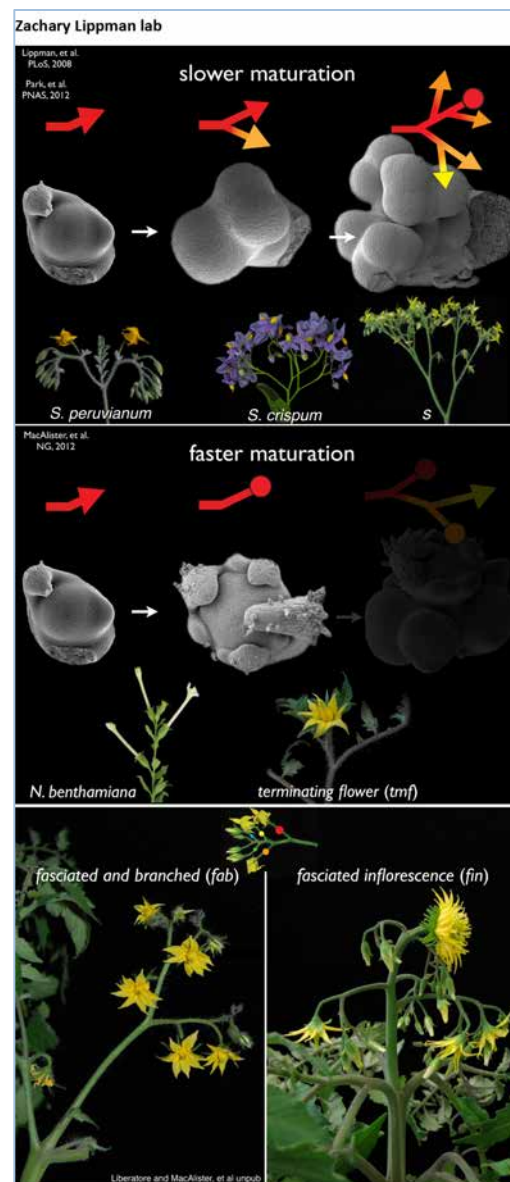 Zachary Lippman lab
Lippman, et al.
PLoS, 2008
slower maturation
Park, et al.
PNAS, 2012
S. peruvianum
S. crispum
s
MacAlister, et al.
NG, 2012
faster maturation
N. benthamiana
terminating flower (tmf)
fasciated and branched (fab)
fasciated inflorescence (fin)
Liberatore and MacAlister, et al unpub